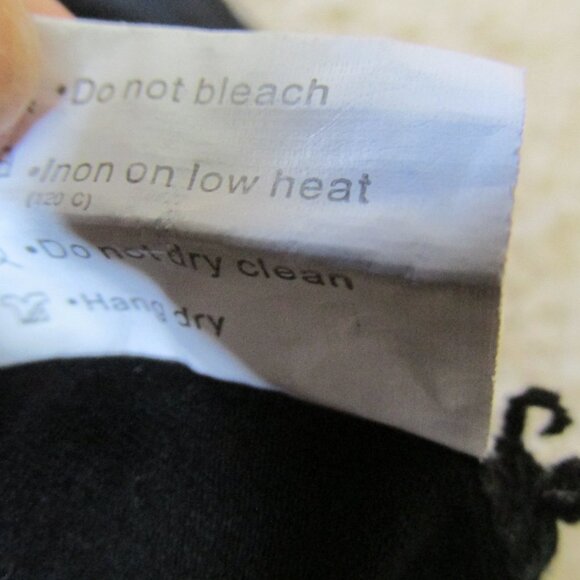 •Do not bleach
•Inon on low heat
(120 C)
•Do not dry clean
•Hang dry